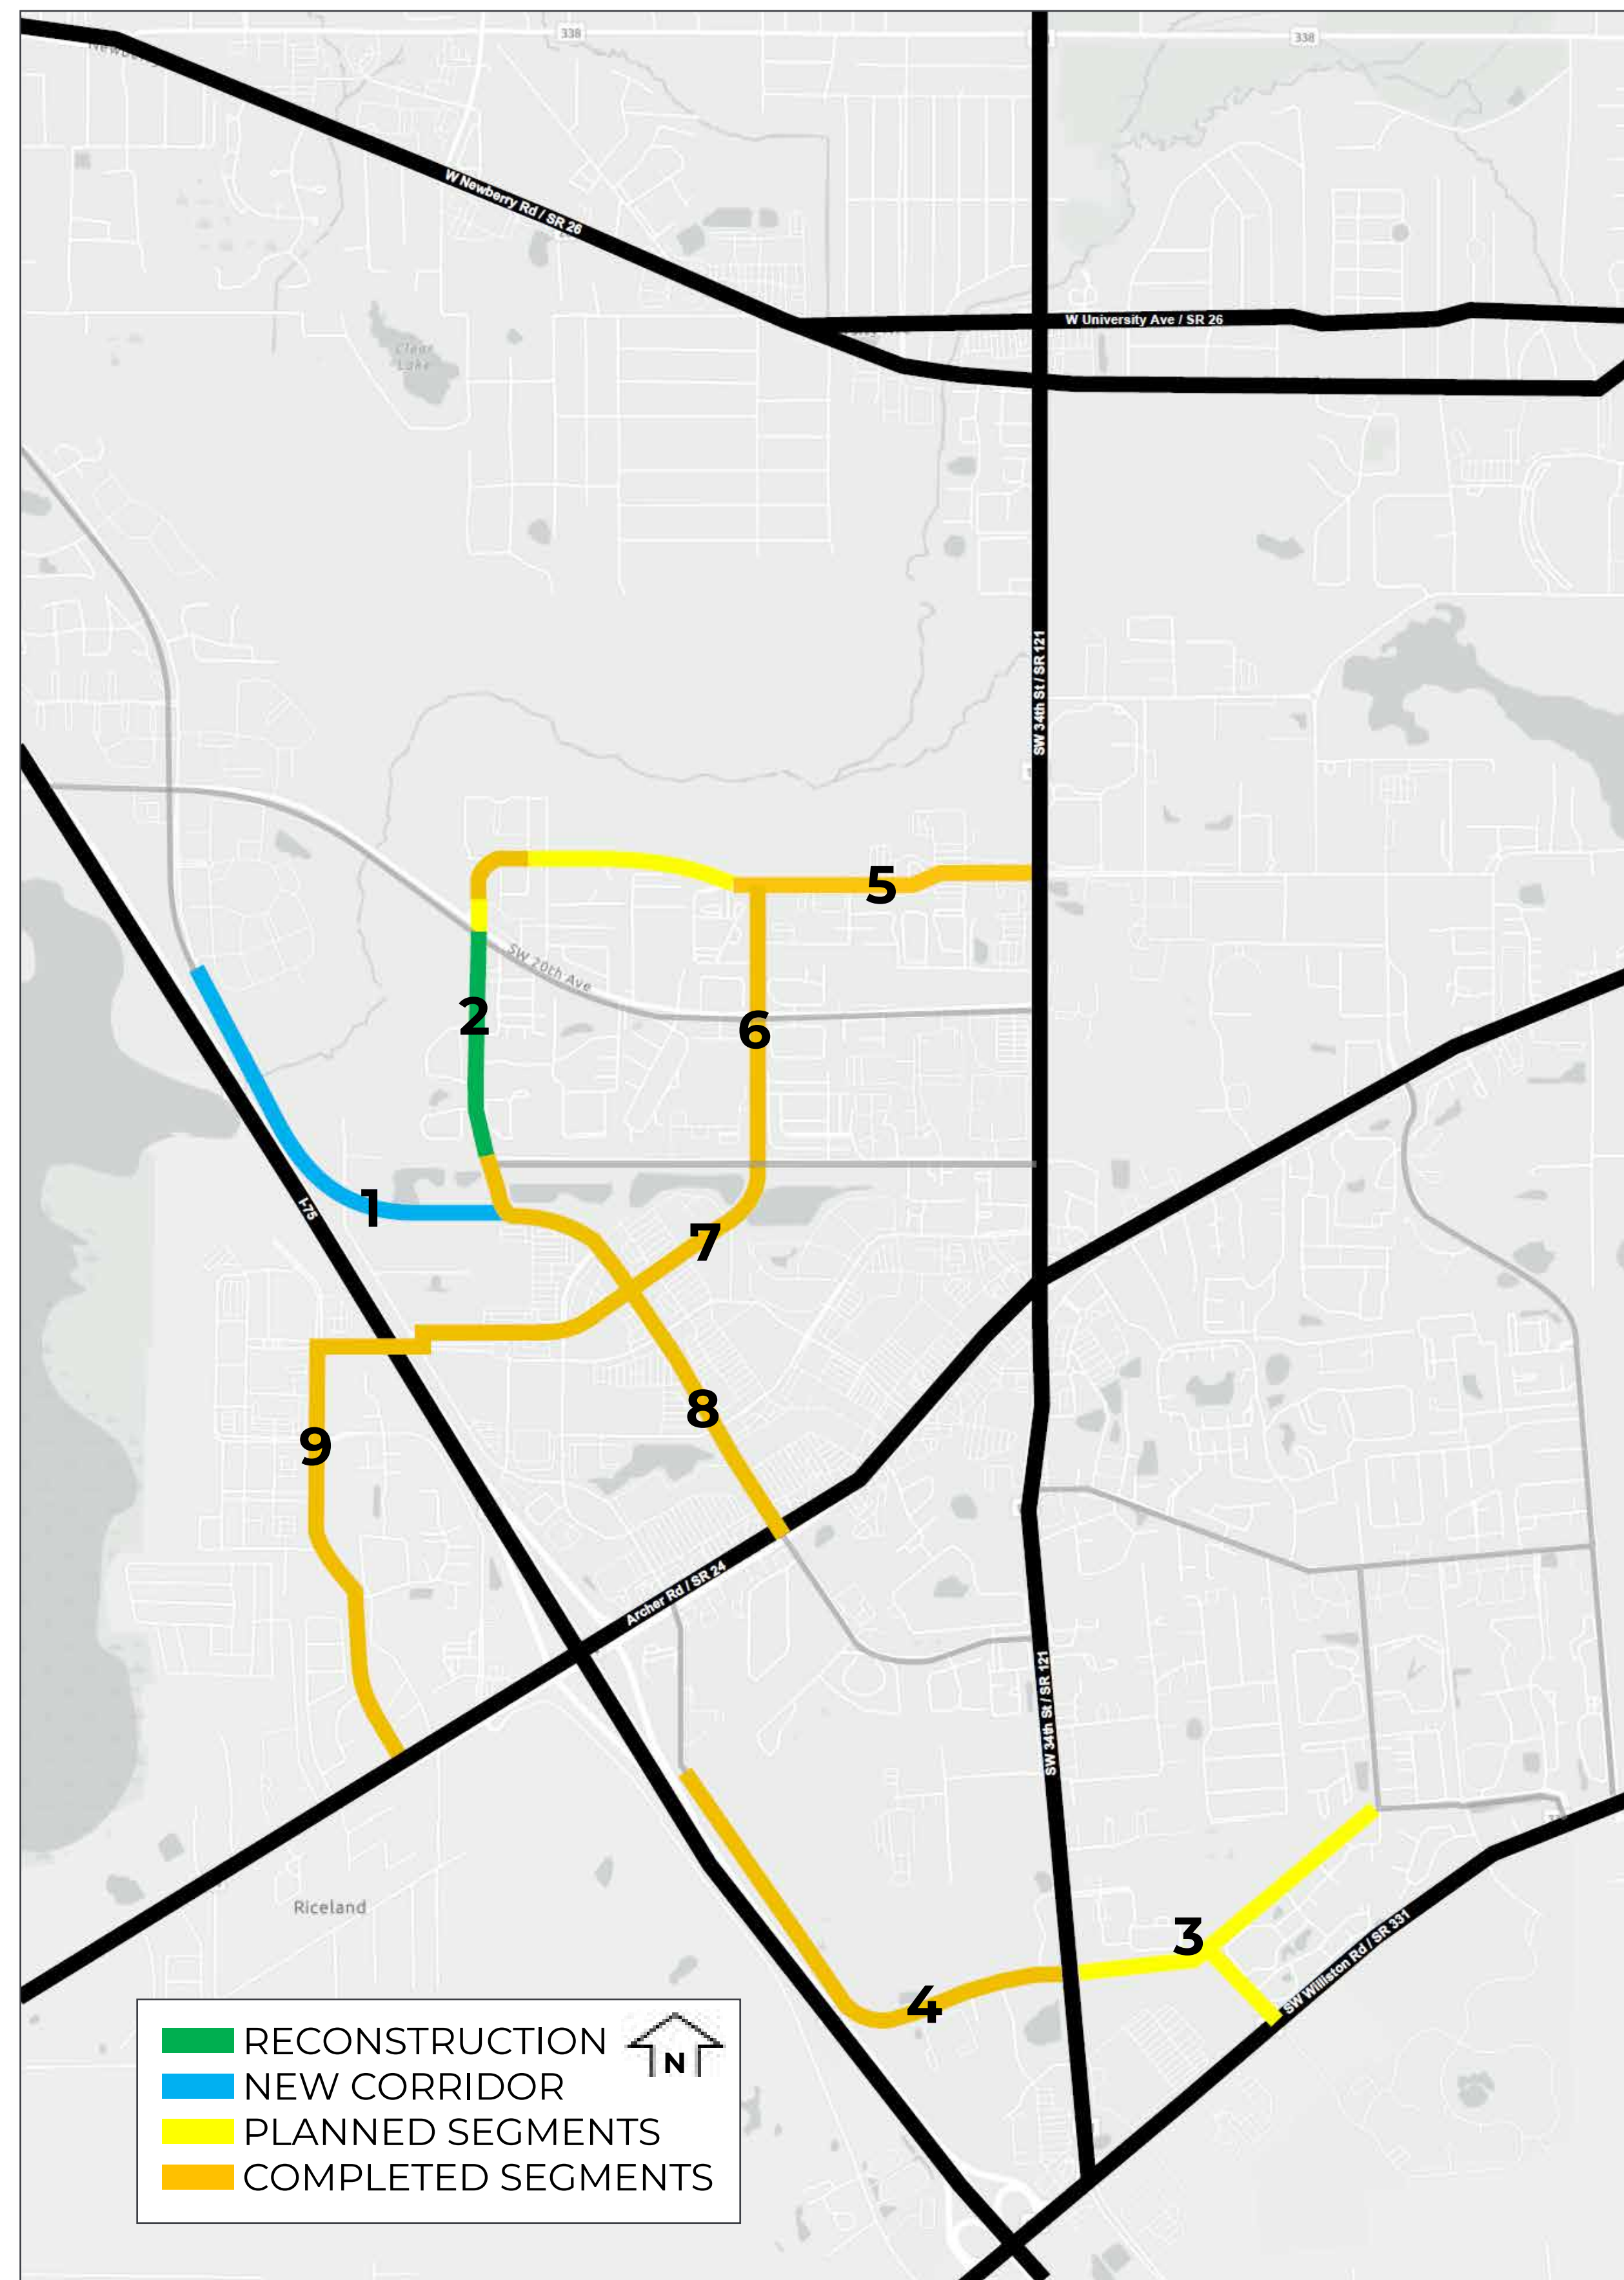 338
338
W Newberry Rd / SR 26
W University Ave / SR 26
Clear
Lake
SW 34th St / SR 121
5
SW 20th Ave
2
6
1
I-75
7
8
9
Archer Rd / SR 24
SW 34th St / SR 121
Riceland
3
SW Williston Rd / SR 331
4
RECONSTRUCTION
N
NEW CORRIDOR
PLANNED SEGMENTS
COMPLETED SEGMENTS